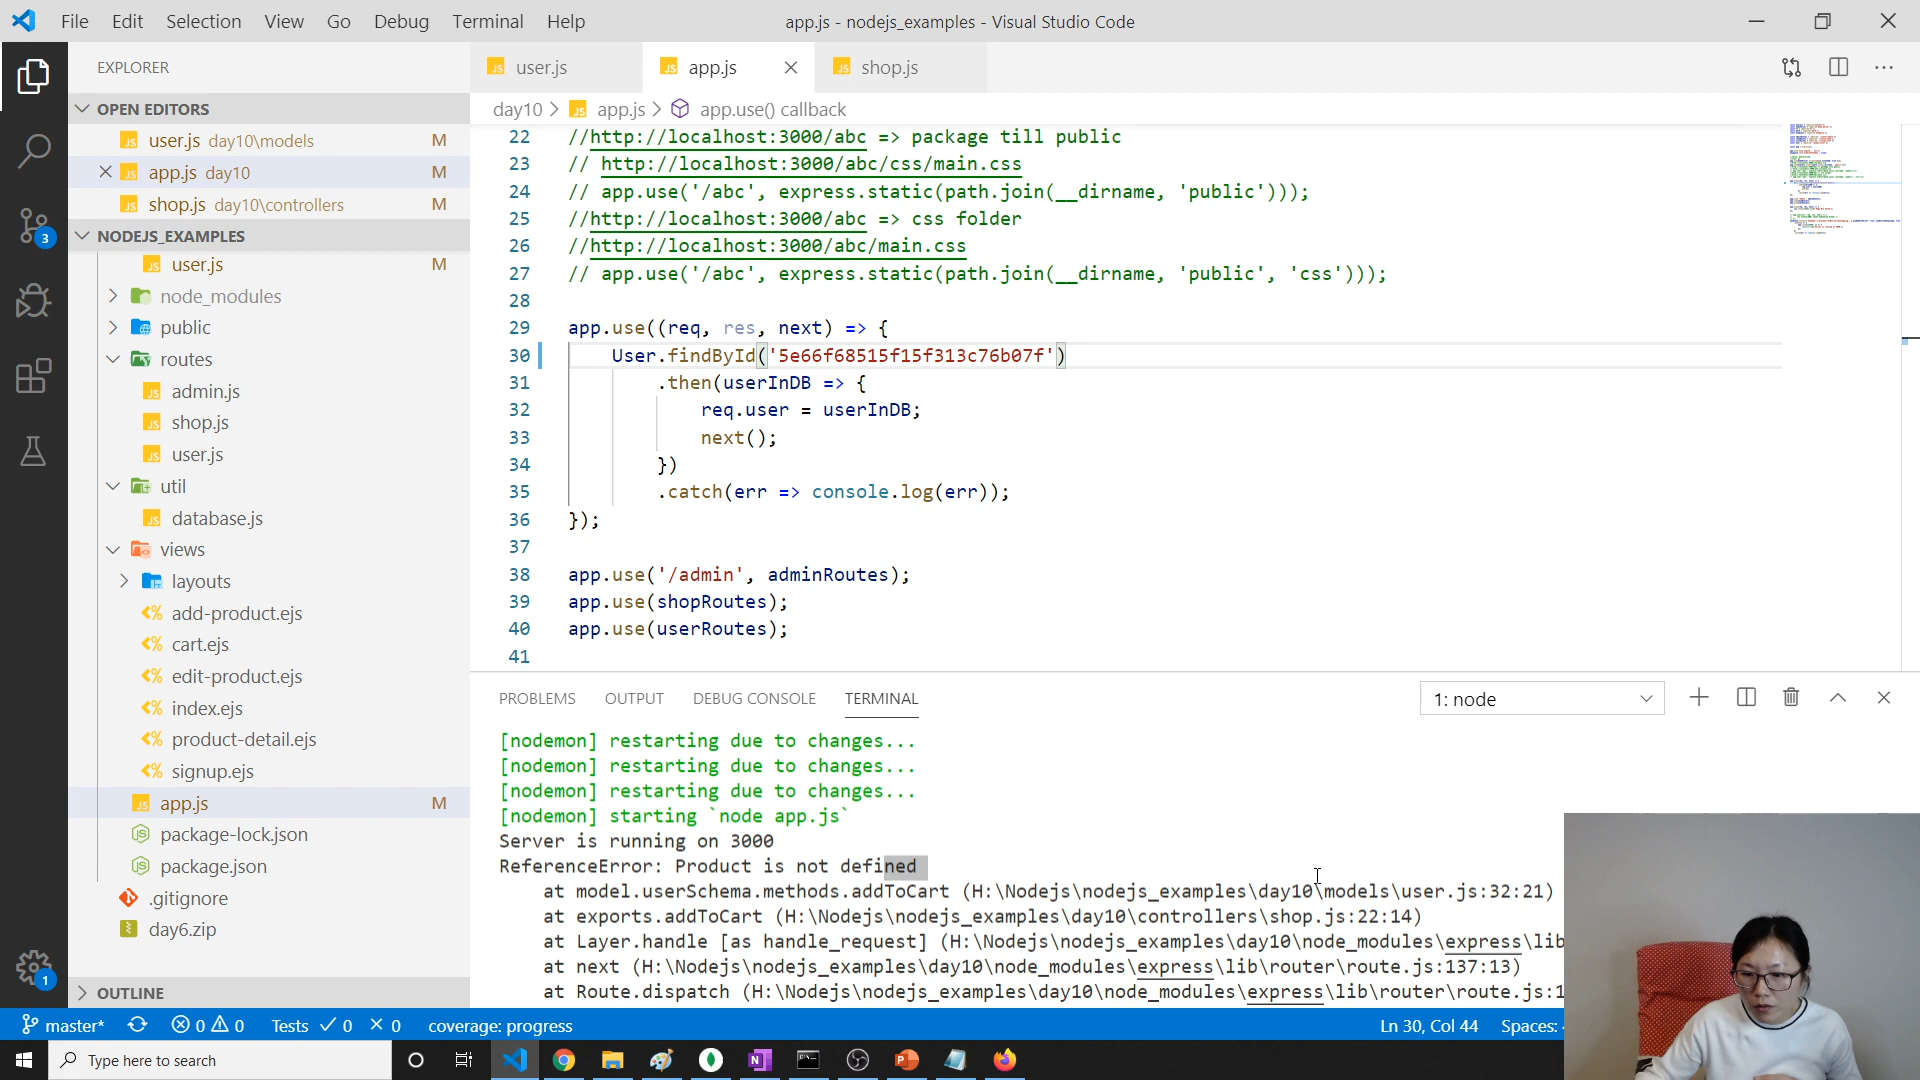 File Edit Selection View Go Debug Terminal Help
app.js - nodejs_examples - Visual Studio Code
EXPLORER
OPEN EDITORS
JS user.js day10\models M
JS app.js day10 M
JS shop.js day10\controllers M
NODEJS_EXAMPLES
JS user.js M
node_modules
public
routes
JS admin.js
JS shop.js
JS user.js
util
JS database.js
views
layouts
add-product.ejs
cart.ejs
edit-product.ejs
index.ejs
product-detail.ejs
signup.ejs
JS app.js M
package-lock.json
package.json
.gitignore
day6.zip
OUTLINE
3
1
JS user.js
JS app.js
JS shop.js
day10 > JS app.js > app.use() callback
22 //http://localhost:3000/abc => package till public
23 // http://localhost:3000/abc/css/main.css
24 // app.use('/abc', express.static(path.join(__dirname, 'public')));
25 //http://localhost:3000/abc => css folder
26 //http://localhost:3000/abc/main.css
27 // app.use('/abc', express.static(path.join(__dirname, 'public', 'css')));
28
29 app.use((req, res, next) => {
30 User.findById('5e66f68515f15f313c76b07f')
31 .then(userInDB => {
32 req.user = userInDB;
33 next();
34 })
35 .catch(err => console.log(err));
36 });
37
38 app.use('/admin', adminRoutes);
39 app.use(shopRoutes);
40 app.use(userRoutes);
41
PROBLEMS OUTPUT DEBUG CONSOLE TERMINAL
1: node
[nodemon] restarting due to changes...
[nodemon] restarting due to changes...
[nodemon] restarting due to changes...
[nodemon] starting `node app.js`
Server is running on 3000
ReferenceError: Product is not defined
at model.userSchema.methods.addToCart (H:\Nodejs\nodejs_examples\day10\models\user.js:32:21)
at exports.addToCart (H:\Nodejs\nodejs_examples\day10\controllers\shop.js:22:14)
at Layer.handle [as handle_request] (H:\Nodejs\nodejs_examples\day10\node_modules\express\lib
at next (H:\Nodejs\nodejs_examples\day10\node_modules\express\lib\router\route.js:137:13)
at Route.dispatch (H:\Nodejs\nodejs_examples\day10\node_modules\express\lib\router\route.js:1
master* 0 0 Tests ✓ 0 × 0 coverage: progress
Ln 30, Col 44 Spaces:
Type here to search